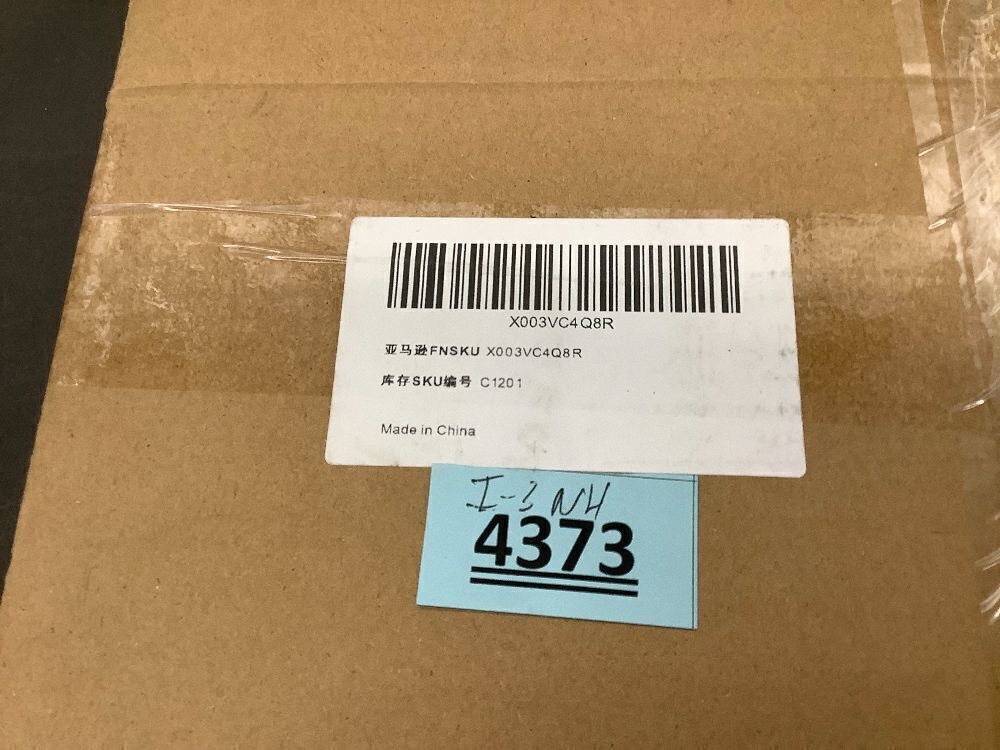 X003VC4Q8R
亚马逊FNSKU X003VC4Q8R
库存SKU编号 C1201
Made in China
I-3 NH
4373